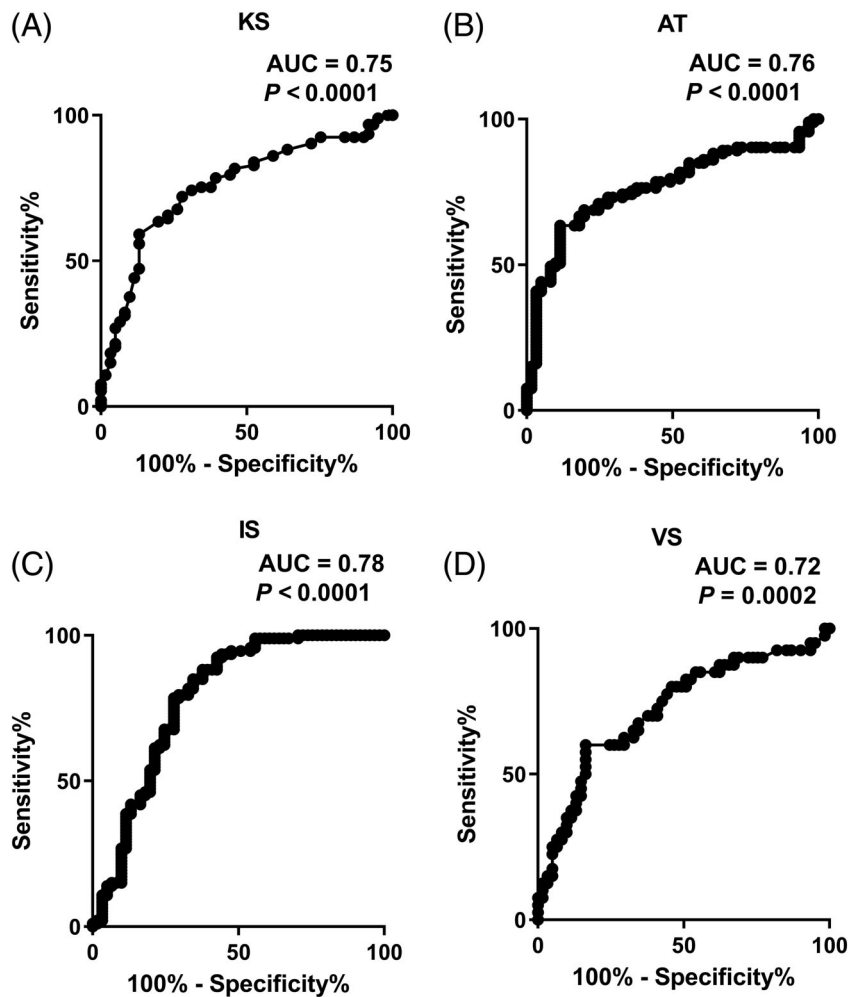 (A)
KS
AUC = 0.75
P < 0.0001
100
50
0
Sensitivity%
0 50 100
100% - Specificity%
(B)
AT
AUC = 0.76
P < 0.0001
100
50
0
Sensitivity%
0 50 100
100% - Specificity%
(C)
IS
AUC = 0.78
P < 0.0001
100
50
0
Sensitivity%
0 50 100
100% - Specificity%
(D)
VS
AUC = 0.72
P = 0.0002
100
50
0
Sensitivity%
0 50 100
100% - Specificity%